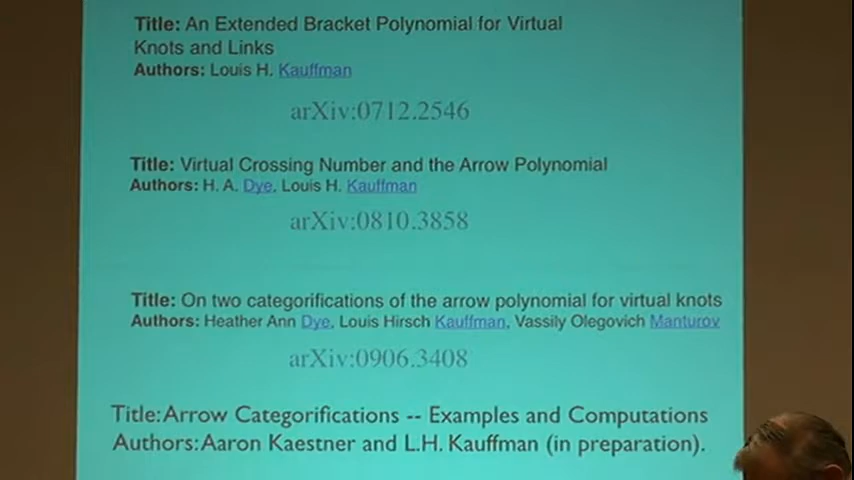 Title: An Extended Bracket Polynomial for Virtual
Knots and Links
Authors: Louis H. Kauffman
arXiv:0712.2546
Title: Virtual Crossing Number and the Arrow Polynomial
Authors: H. A. Dye, Louis H. Kauffman
arXiv:0810.3858
Title: On two categorifications of the arrow polynomial for virtual knots
Authors: Heather Ann Dye, Louis Hirsch Kauffman, Vassily Olegovich Manturov
arXiv:0906.3408
Title:Arrow Categorifications -- Examples and Computations
Authors:Aaron Kaestner and L.H. Kauffman (in preparation).